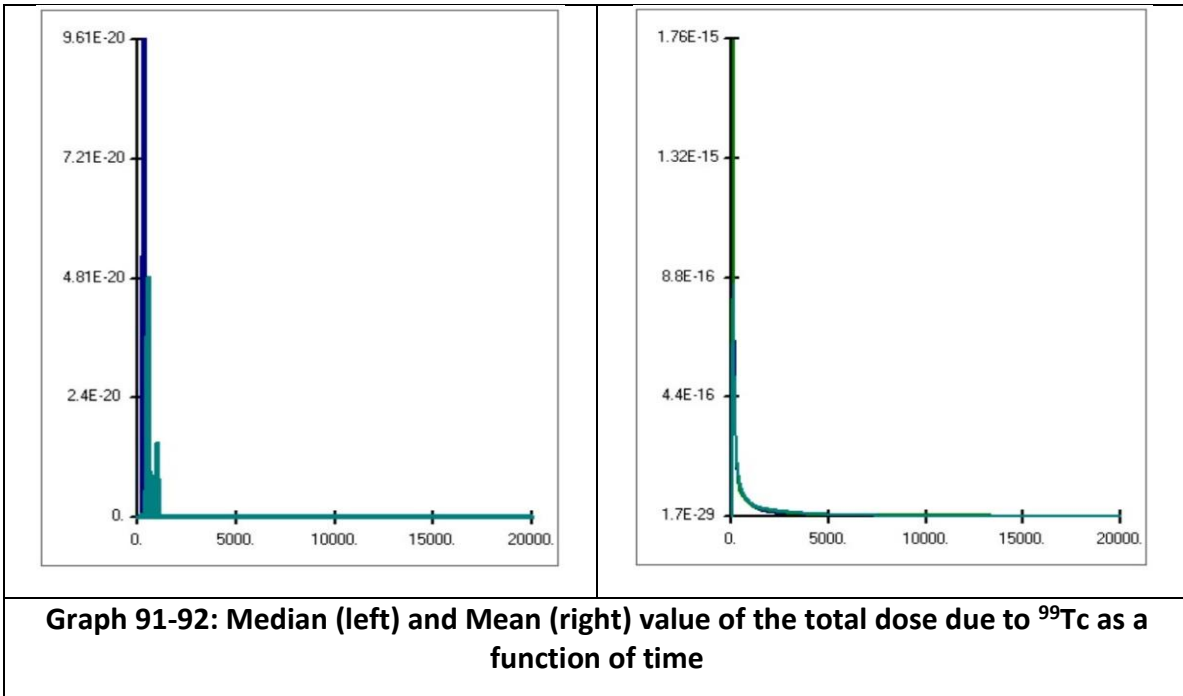 9.61E-20
7.21E-20
4.81E-20
2.4E-20
0.
0. 5000. 10000. 15000. 20000.
1.76E-15
1.32E-15
8.8E-16
4.4E-16
1.7E-29
0. 5000. 10000. 15000. 20000.
Graph 91-92: Median (left) and Mean (right) value of the total dose due to ⁹⁹Tc as a
function of time